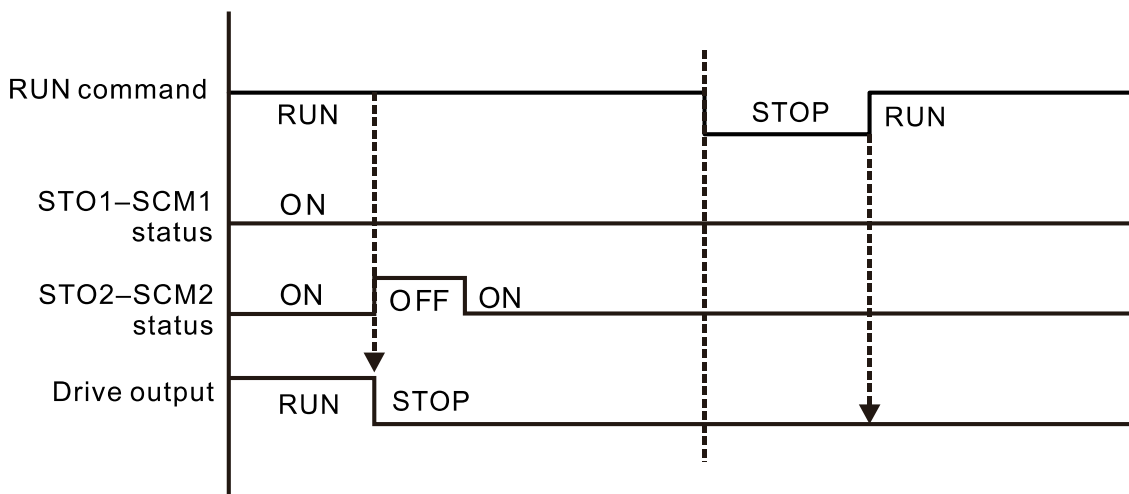 RUN command
RUN
STOP
RUN
STO1–SCM1
status
ON
STO2–SCM2
status
ON
OFF
ON
Drive output
RUN
STOP